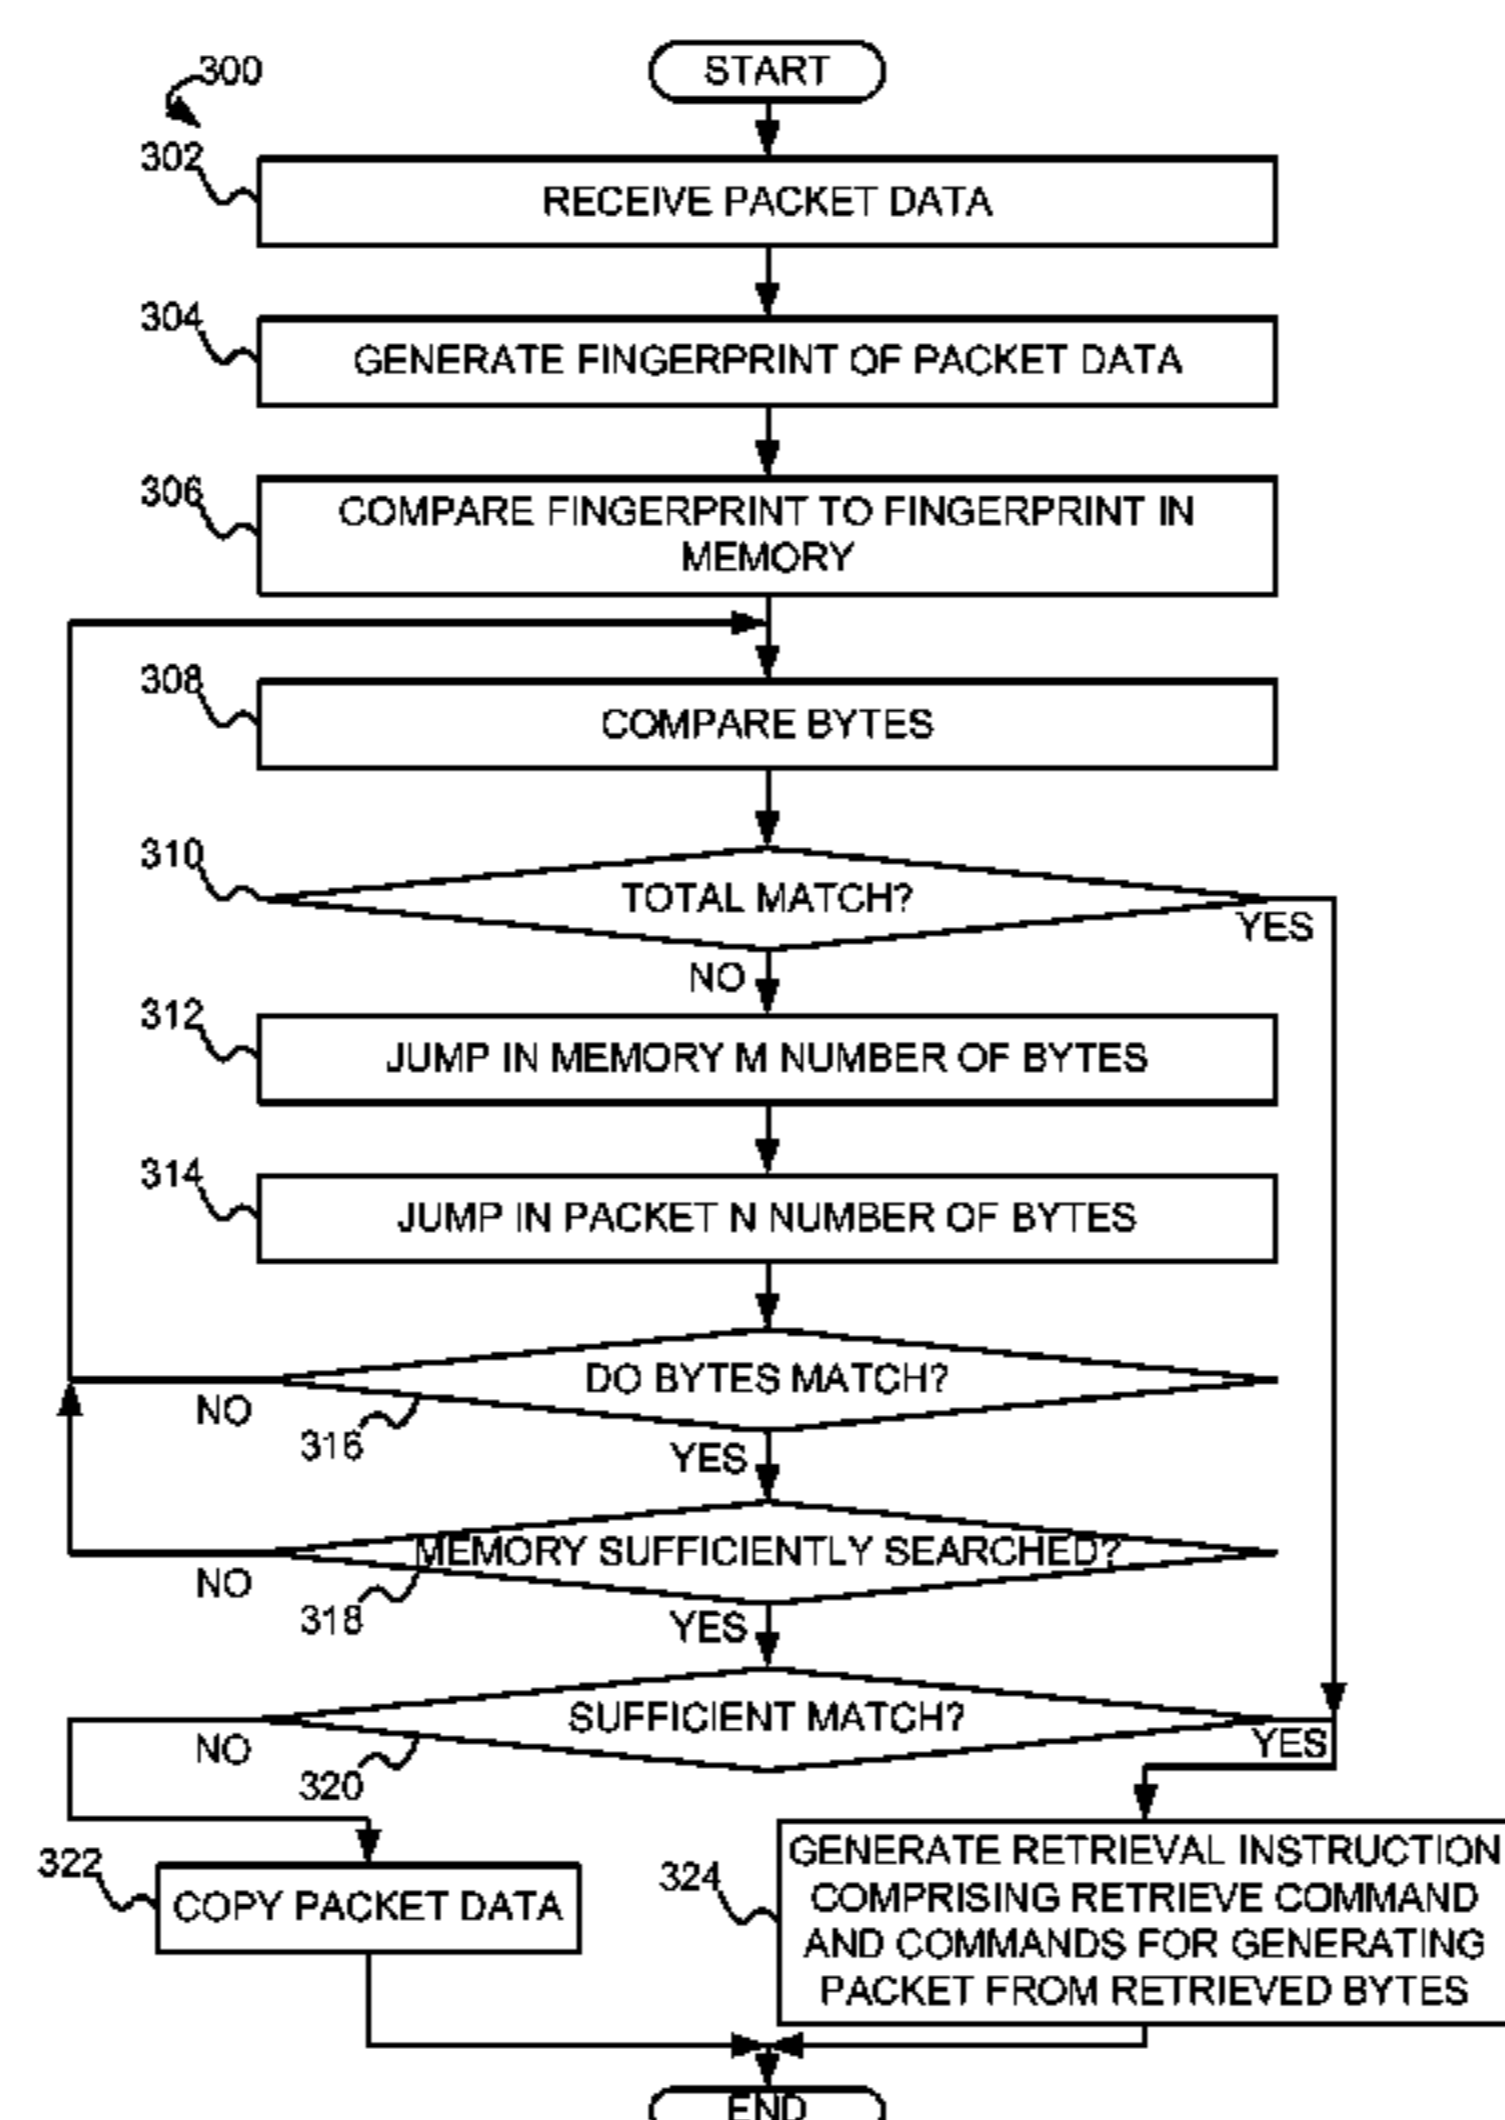 300
START
302
RECEIVE PACKET DATA
304
GENERATE FINGERPRINT OF PACKET DATA
306
COMPARE FINGERPRINT TO FINGERPRINT IN
MEMORY
308
COMPARE BYTES
310
TOTAL MATCH?
YES
NO
312
JUMP IN MEMORY M NUMBER OF BYTES
314
JUMP IN PACKET N NUMBER OF BYTES
DO BYTES MATCH?
NO
316
YES
MEMORY SUFFICIENTLY SEARCHED?
NO
318
YES
SUFFICIENT MATCH?
NO
YES
320
322
COPY PACKET DATA
324
GENERATE RETRIEVAL INSTRUCTION
COMPRISING RETRIEVE COMMAND
AND COMMANDS FOR GENERATING
PACKET FROM RETRIEVED BYTES
END